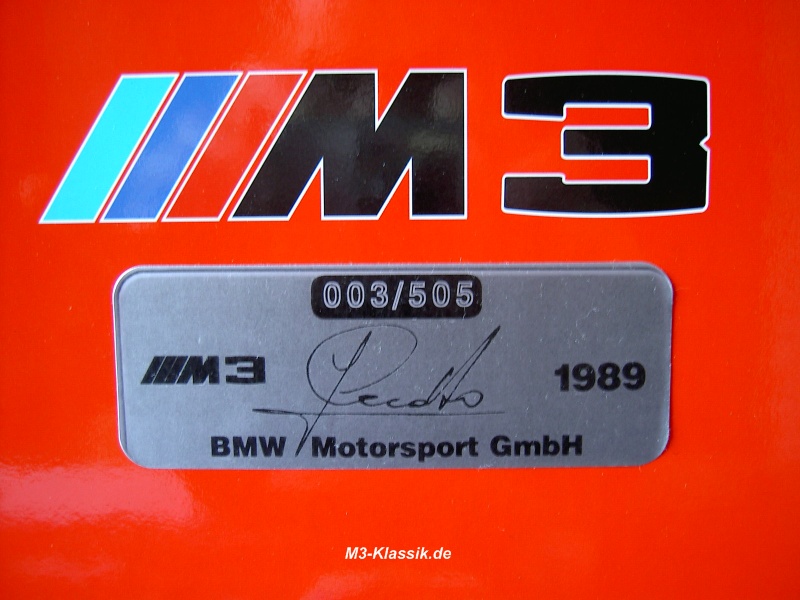 M3
003/505
M3
1989
BMW Motorsport GmbH
M3-Klassik.de